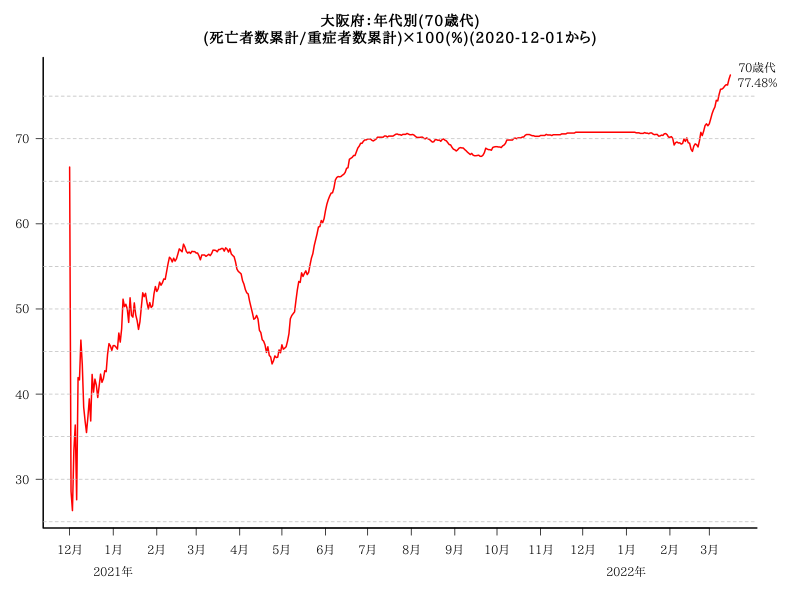 大阪府：年代別(70歳代)
(死亡者数累計/重症者数累計)×100(%)(2020-12-01から)
70歳代
77.48%
70
60
50
40
30
12月 1月 2月 3月 4月 5月 6月 7月 8月 9月 10月 11月 12月 1月 2月 3月
2021年 2022年